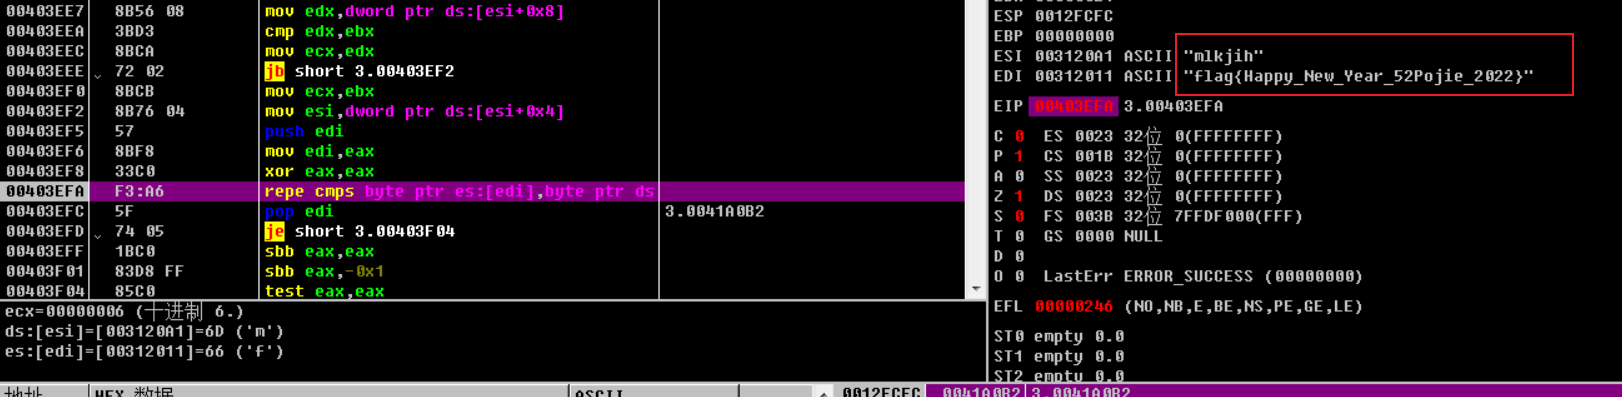 00403EE7 8B56 08 mov edx,dword ptr ds:[esi+0x8]
00403EEA 3BD3 cmp edx,ebx
00403EEC 8BCA mov ecx,edx
00403EEE 72 02 jb short 3.00403EF2
00403EF0 8BCB mov ecx,ebx
00403EF2 8B76 04 mov esi,dword ptr ds:[esi+0x4]
00403EF5 57 push edi
00403EF6 8BF8 mov edi,eax
00403EF8 33C0 xor eax,eax
00403EFA F3:A6 repe cmps byte ptr es:[edi],byte ptr ds
00403EFC 5F pop edi 3.0041A0B2
00403EFD 74 05 je short 3.00403F04
00403EFF 1BC0 sbb eax,eax
00403F01 83D8 FF sbb eax,-0x1
00403F04 85C0 test eax,eax
ecx=00000006 (十进制 6.)
ds:[esi]=[003120A1]=6D ('m')
es:[edi]=[00312011]=66 ('f')
地址 HEX 数据 ASCII
ESP 0012FCFC
EBP 00000000
ESI 003120A1 ASCII "mlkjih"
EDI 00312011 ASCII "flag{Happy_New_Year_52Pojie_2022}"
EIP 00403EFA 3.00403EFA
C 0 ES 0023 32位 0(FFFFFFFF)
P 1 CS 001B 32位 0(FFFFFFFF)
A 0 SS 0023 32位 0(FFFFFFFF)
Z 1 DS 0023 32位 0(FFFFFFFF)
S 0 FS 003B 32位 7FFDF000(FFF)
T 0 GS 0000 NULL
D 0
O 0 LastErr ERROR_SUCCESS (00000000)
EFL 00000246 (NO,NB,E,BE,NS,PE,GE,LE)
ST0 empty 0.0
ST1 empty 0.0
ST2 empty 0.0
0012FCFC 0041A0B2 3.0041A0B2